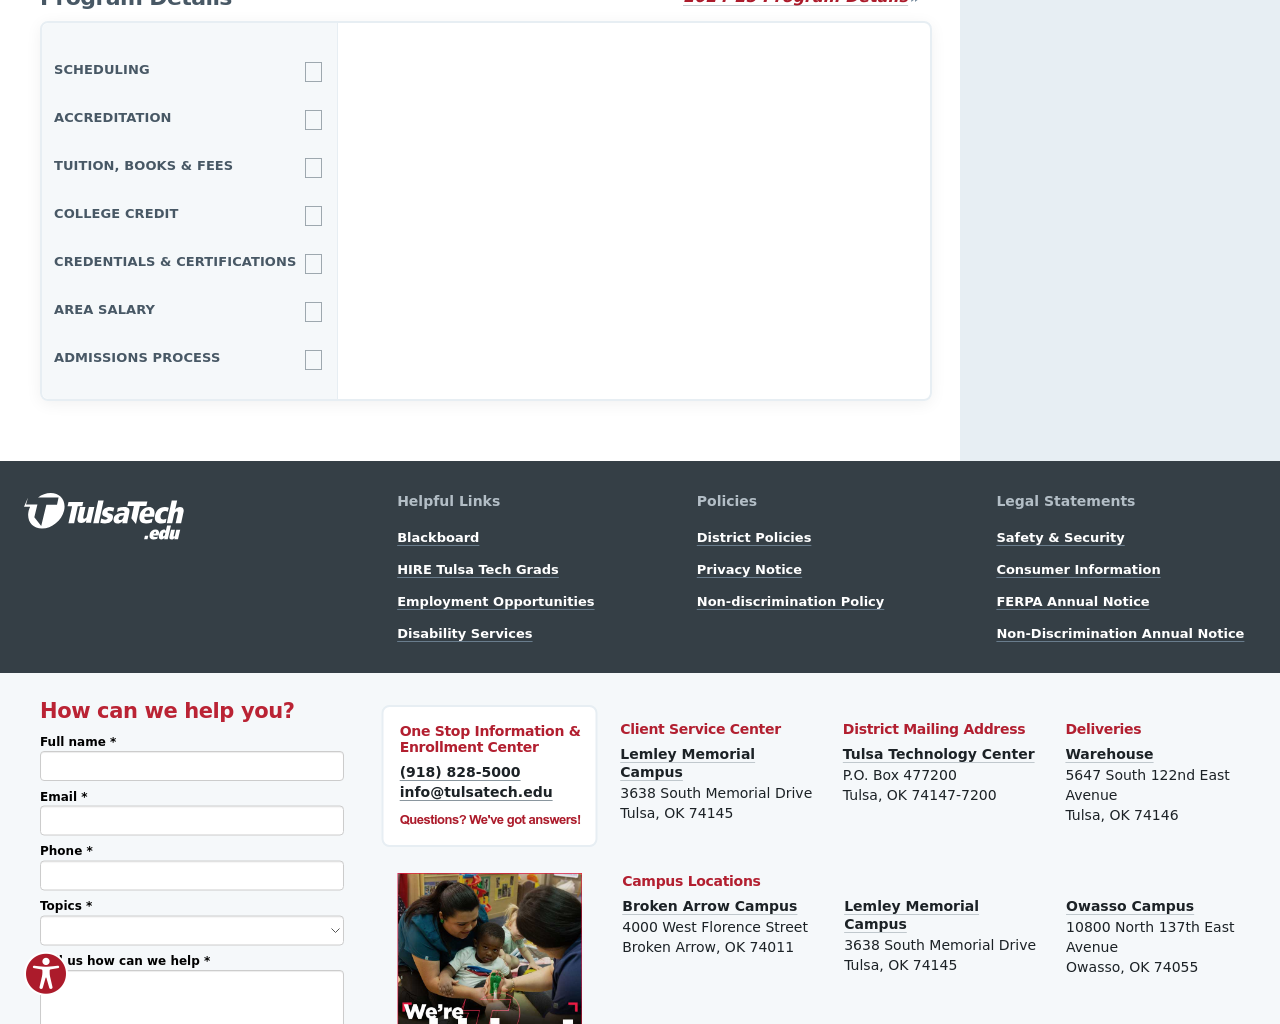 Program Details
2024-25 Program Details »
SCHEDULING
ACCREDITATION
TUITION, BOOKS & FEES
COLLEGE CREDIT
CREDENTIALS & CERTIFICATIONS
AREA SALARY
ADMISSIONS PROCESS
TulsaTech
.edu
Helpful Links
Blackboard
HIRE Tulsa Tech Grads
Employment Opportunities
Disability Services
Policies
District Policies
Privacy Notice
Non-discrimination Policy
Legal Statements
Safety & Security
Consumer Information
FERPA Annual Notice
Non-Discrimination Annual Notice
How can we help you?
Full name *
Email *
Phone *
Topics *
us how can we help *
One Stop Information &
Enrollment Center
(918) 828-5000
info@tulsatech.edu
Questions? We've got answers!
We're
Client Service Center
Lemley Memorial
Campus
3638 South Memorial Drive
Tulsa, OK 74145
District Mailing Address
Tulsa Technology Center
P.O. Box 477200
Tulsa, OK 74147-7200
Deliveries
Warehouse
5647 South 122nd East
Avenue
Tulsa, OK 74146
Campus Locations
Broken Arrow Campus
4000 West Florence Street
Broken Arrow, OK 74011
Lemley Memorial
Campus
3638 South Memorial Drive
Tulsa, OK 74145
Owasso Campus
10800 North 137th East
Avenue
Owasso, OK 74055